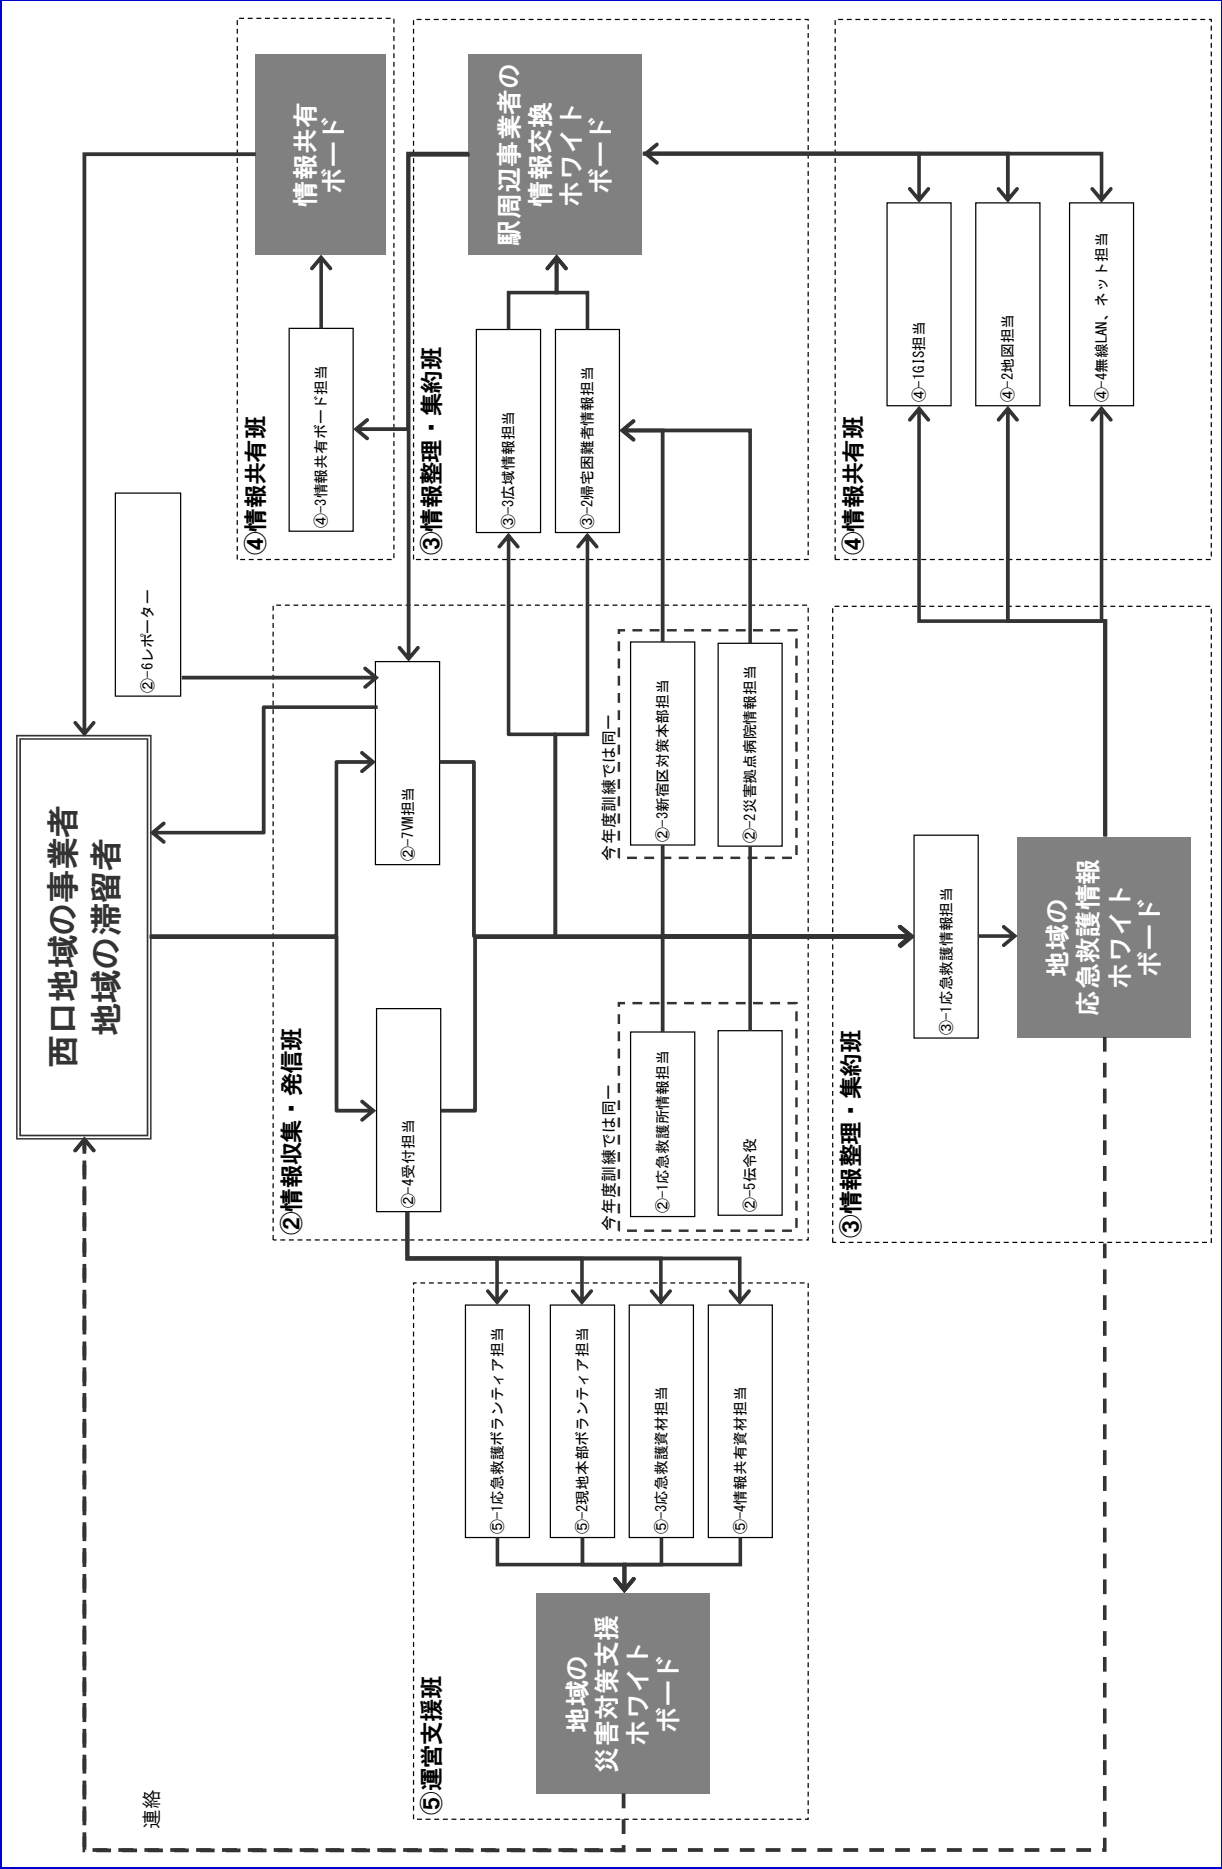 連絡
西口地域の事業者
地域の滞留者
②-6レポーター
⑤運営支援班
地域の
災害対策支援
ホワイト
ボード
⑤-1応急救護ボランティア担当
⑤-2現地本部ボランティア担当
⑤-3応急救護資材担当
⑤-4情報共有資材担当
②情報収集・発信班
②-4受付担当
②-7VM担当
今年度訓練では同一
②-1応急救護所情報担当
②-5伝令役
今年度訓練では同一
②-3新宿区対策本部担当
②-2災害拠点病院情報担当
④情報共有班
④-3情報共有ボード担当
情報共有
ボード
③情報整理・集約班
③-3広域情報担当
③-2帰宅困難者情報担当
駅周辺事業者の
情報交換
ホワイト
ボード
③情報整理・集約班
③-1応急救護情報担当
地域の
応急救護情報
ホワイト
ボード
④情報共有班
④-1GIS担当
④-2地図担当
④-4無線LAN、ネット担当